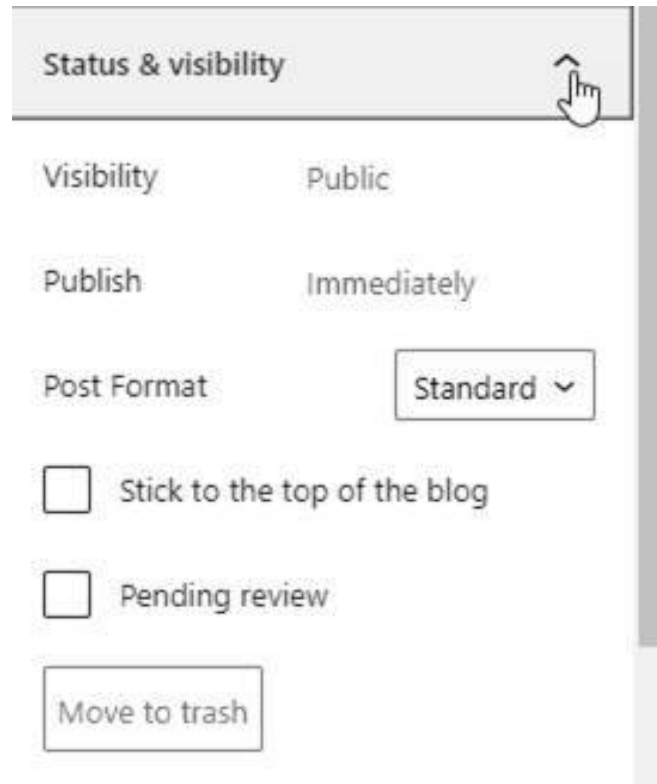 Status & visibility
Visibility Public
Publish Immediately
Post Format Standard
Stick to the top of the blog
Pending review
Move to trash